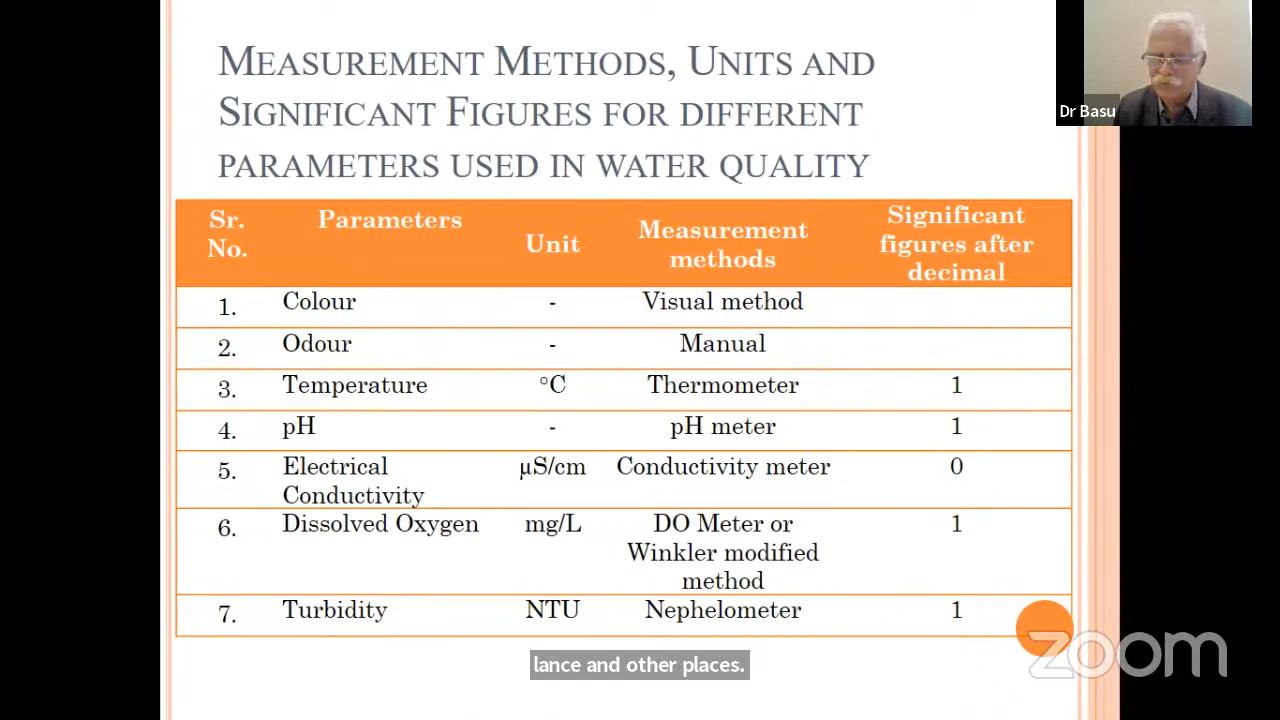 MEASUREMENT METHODS, UNITS AND
SIGNIFICANT FIGURES FOR DIFFERENT
PARAMETERS USED IN WATER QUALITY
Dr Basu
Sr. No. Parameters Unit Measurement methods Significant figures after decimal
1. Colour - Visual method
2. Odour - Manual
3. Temperature °C Thermometer 1
4. pH - pH meter 1
5. Electrical Conductivity µS/cm Conductivity meter 0
6. Dissolved Oxygen mg/L DO Meter or Winkler modified method 1
7. Turbidity NTU Nephelometer 1
lance and other places.
zoom